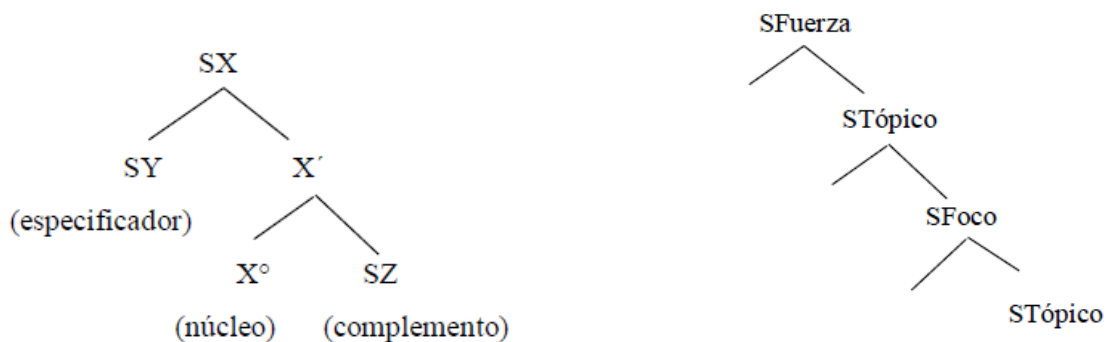 SX
SY X´
(especificador)
X° SZ
(núcleo) (complemento)
SFuerza
STópico
SFoco
STópico